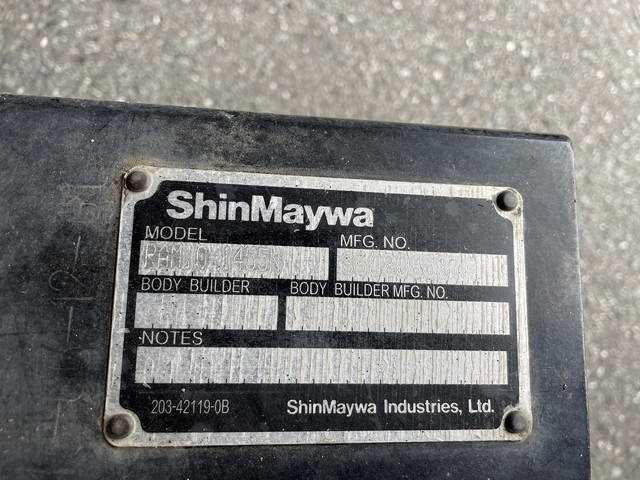 ShinMaywa
MODEL MFG. NO.
BODY BUILDER BODY BUILDER MFG. NO.
NOTES
203-42119-0B ShinMaywa Industries, Ltd.